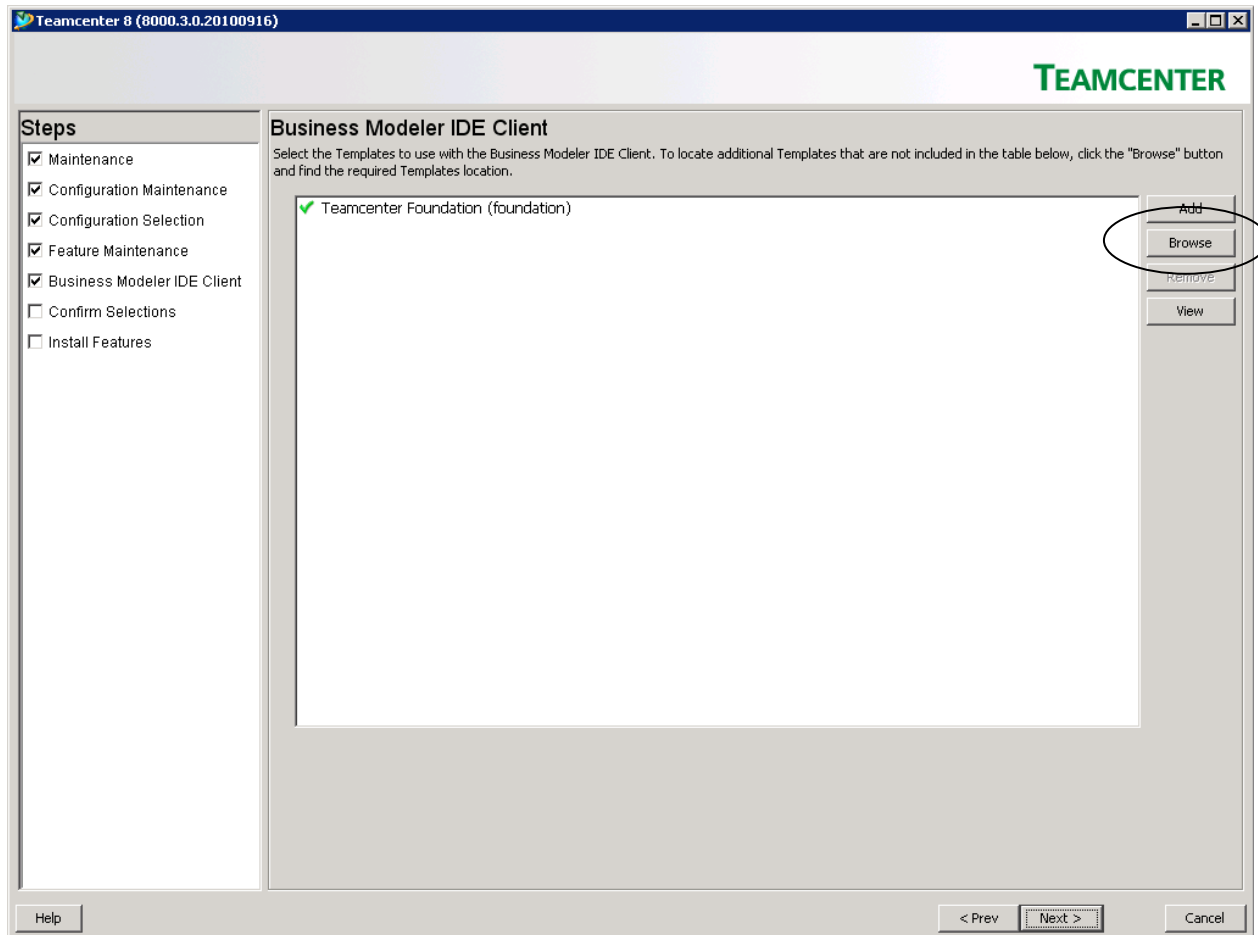 Teamcenter 8 (8000.3.0.20100916)
TEAMCENTER
Steps
Maintenance
Configuration Maintenance
Configuration Selection
Feature Maintenance
Business Modeler IDE Client
Confirm Selections
Install Features
Business Modeler IDE Client
Select the Templates to use with the Business Modeler IDE Client. To locate additional Templates that are not included in the table below, click the "Browse" button
and find the required Templates location.
Teamcenter Foundation (foundation)
Add
Browse
Remove
View
Help
< Prev
Next >
Cancel